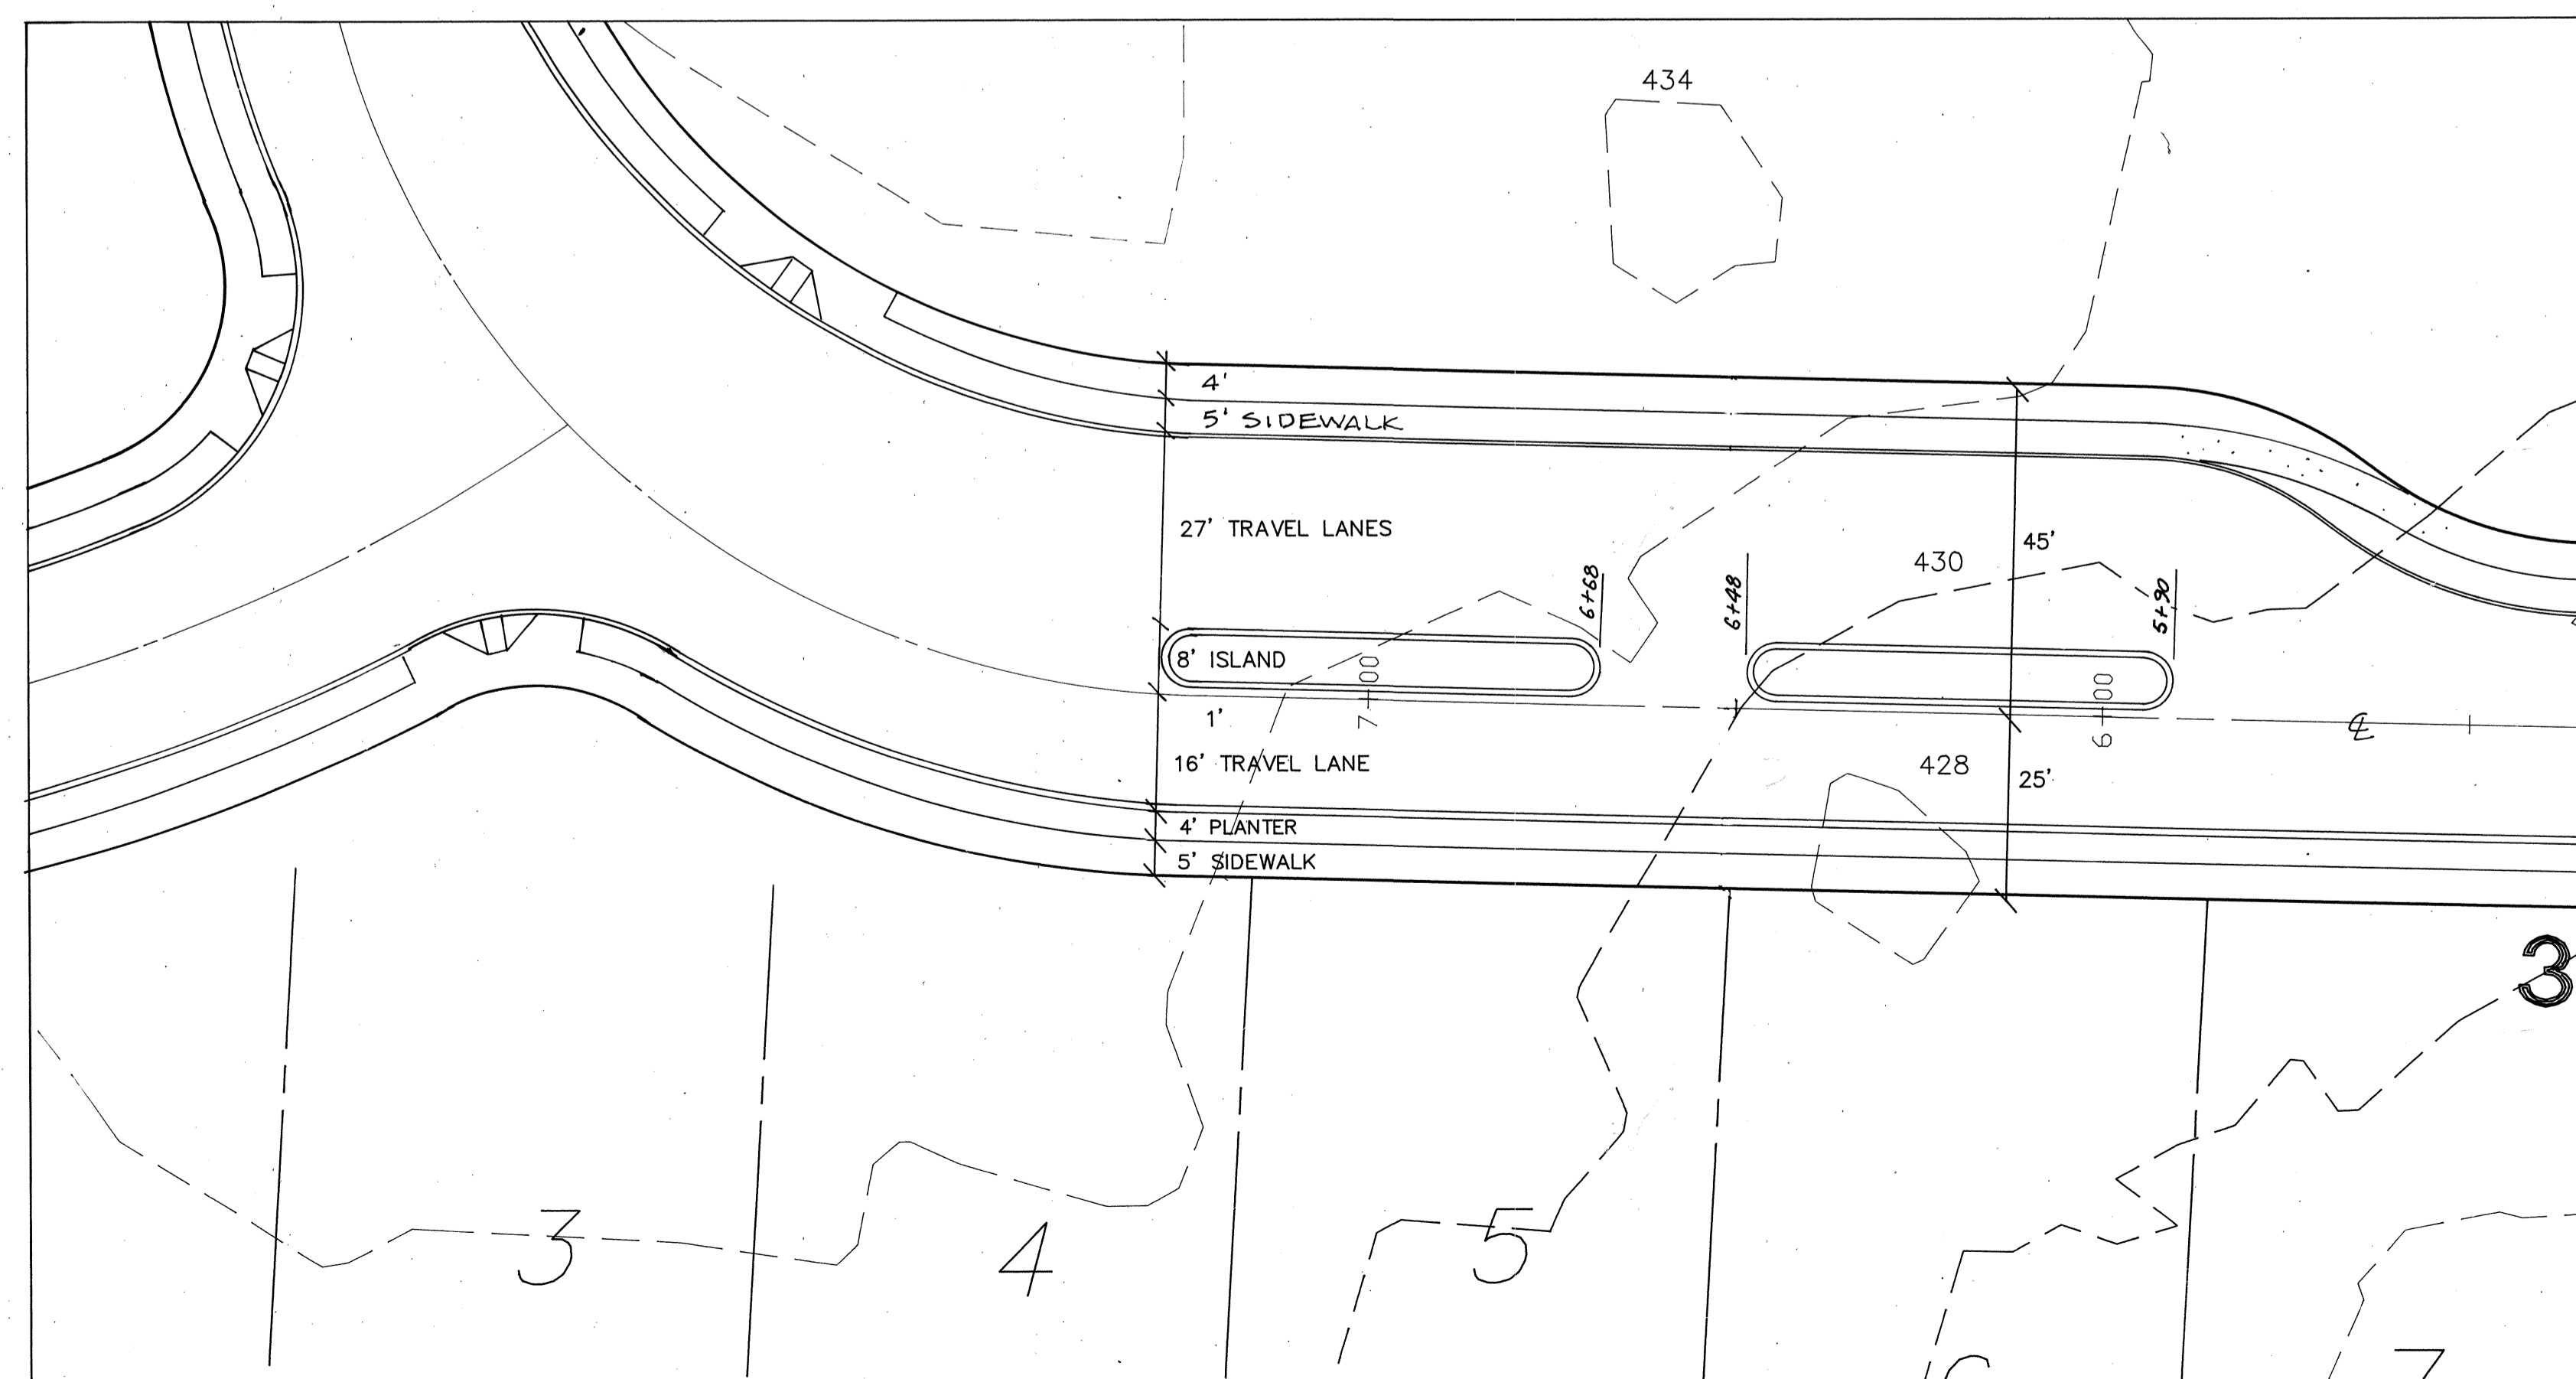 434
4'
5' SIDEWALK
27' TRAVEL LANES
45'
430
6+68
6+48
5+90
8' ISLAND
7+00
6+00
1'
℄
16' TRAVEL LANE
428
25'
4' PLANTER
5' SIDEWALK
3
3
4
5